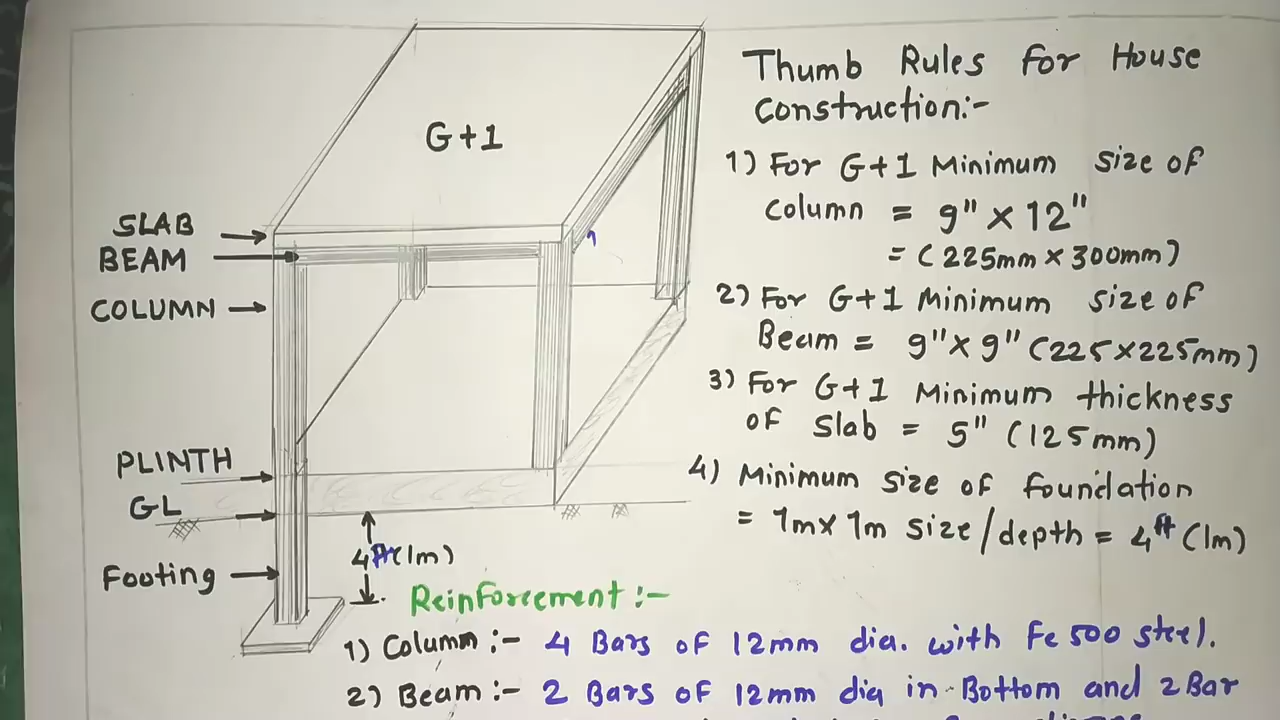 G+1
SLAB
BEAM
COLUMN
PLINTH
GL
Footing
4ft(1m)
Thumb Rules For House
Construction:-
1) For G+1 Minimum size of
Column = 9" x 12"
= (225mm x 300mm)
2) For G+1 Minimum size of
Beam = 9" x 9" (225x225mm)
3) For G+1 Minimum thickness
of Slab = 5" (125mm)
4) Minimum size of foundation
= 1m x 1m size / depth = 4ft (1m)
Reinforcement :-
1) Column :- 4 Bars of 12mm dia. with Fe 500 steel.
2) Beam :- 2 Bars of 12mm dia in Bottom and 2 Bar